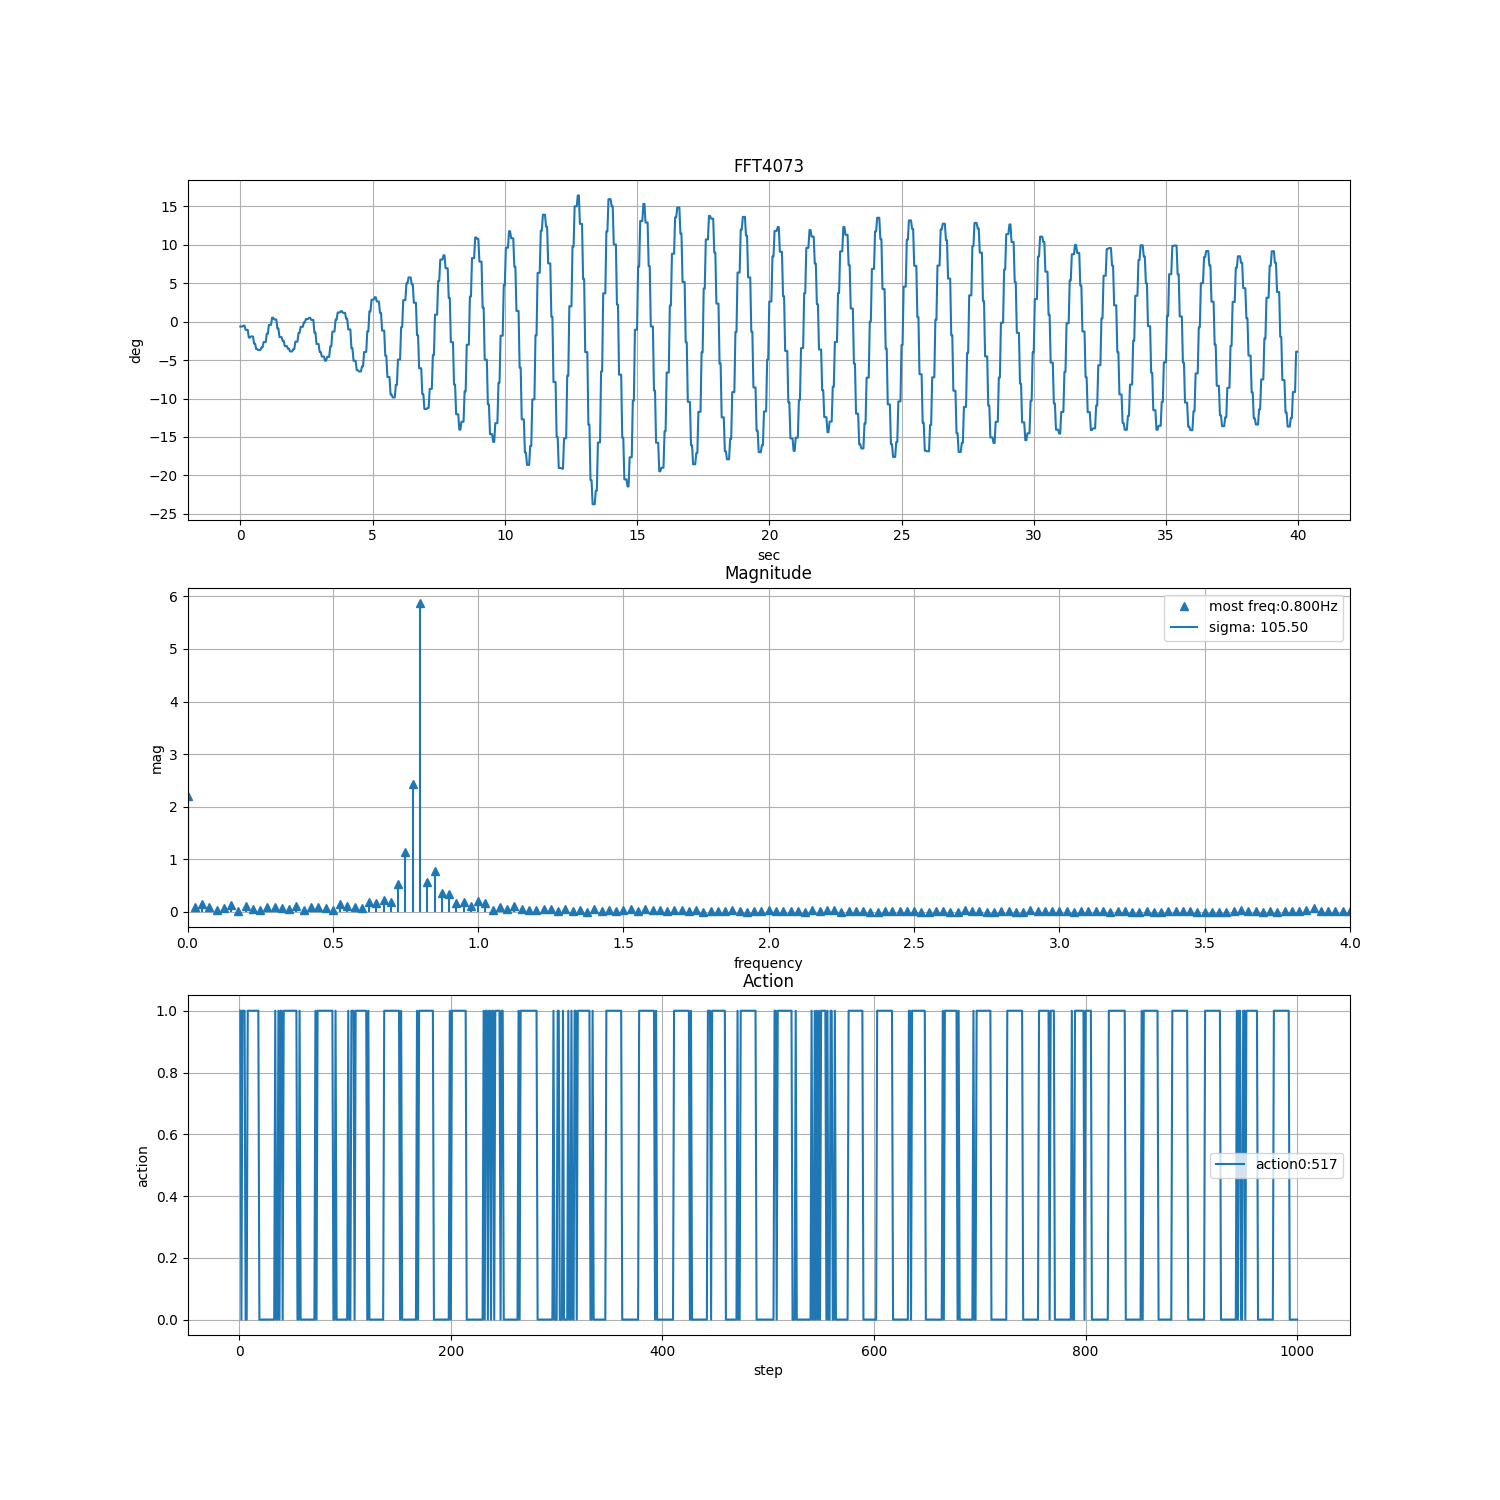 FFT4073
15
10
5
0
−5
−10
−15
−20
−25
deg
0 5 10 15 20 25 30 35 40
sec
Magnitude
6
5
4
3
2
1
0
mag
most freq:0.800Hz
sigma: 105.50
0.0 0.5 1.0 1.5 2.0 2.5 3.0 3.5 4.0
frequency
Action
1.0
0.8
0.6
0.4
0.2
0.0
action
action0:517
0 200 400 600 800 1000
step